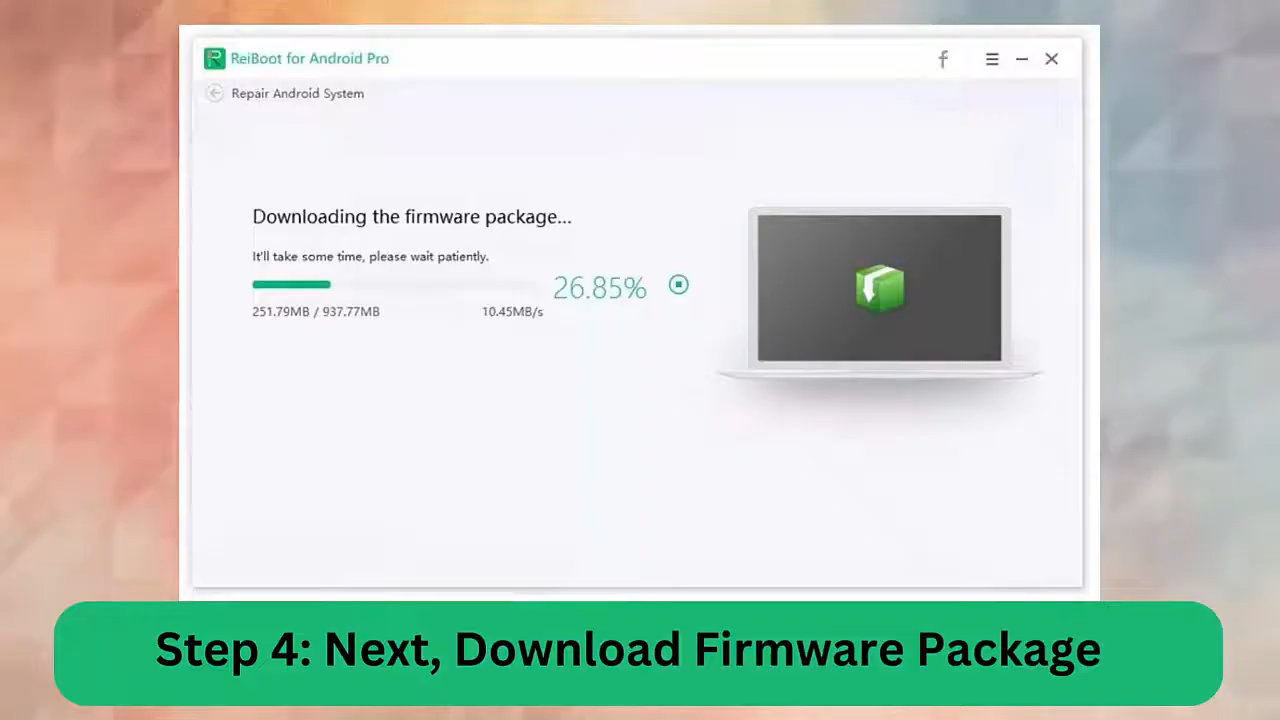 ReiBoot for Android Pro
Repair Android System
Downloading the firmware package...
It'll take some time, please wait patiently.
26.85%
251.79MB / 937.77MB 10.45MB/s
Step 4: Next, Download Firmware Package